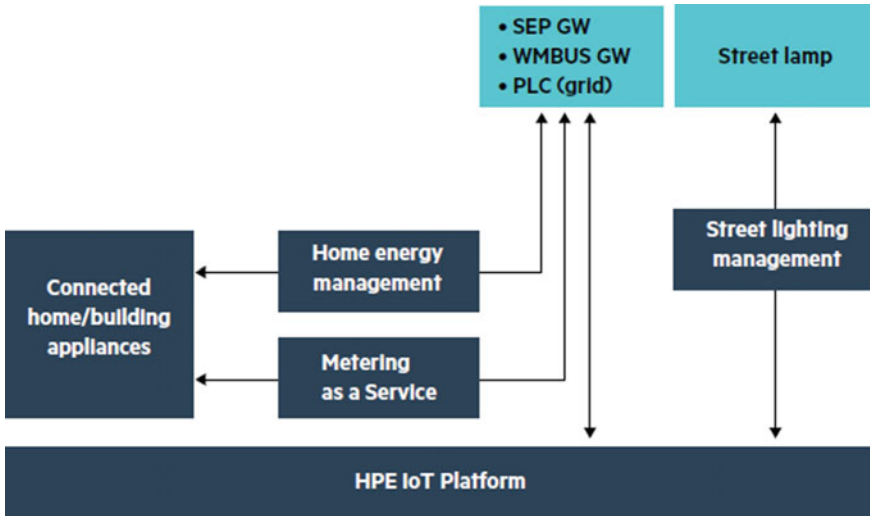 • SEP GW
• WMBUS GW
• PLC (grid)
Street lamp
Home energy
management
Street lighting
management
Connected
home/building
appliances
Metering
as a Service
HPE IoT Platform